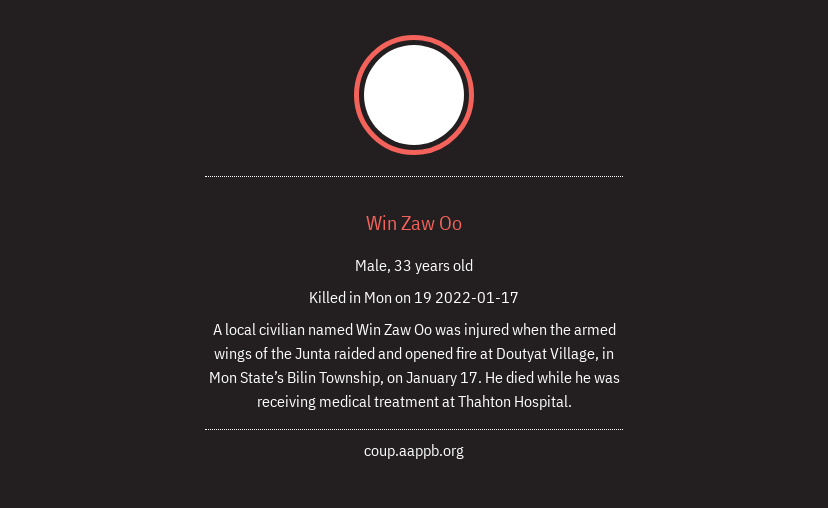 Win Zaw Oo
Male, 33 years old
Killed in Mon on 19 2022-01-17
A local civilian named Win Zaw Oo was injured when the armed
wings of the Junta raided and opened fire at Doutyat Village, in
Mon State’s Bilin Township, on January 17. He died while he was
receiving medical treatment at Thahton Hospital.
coup.aappb.org